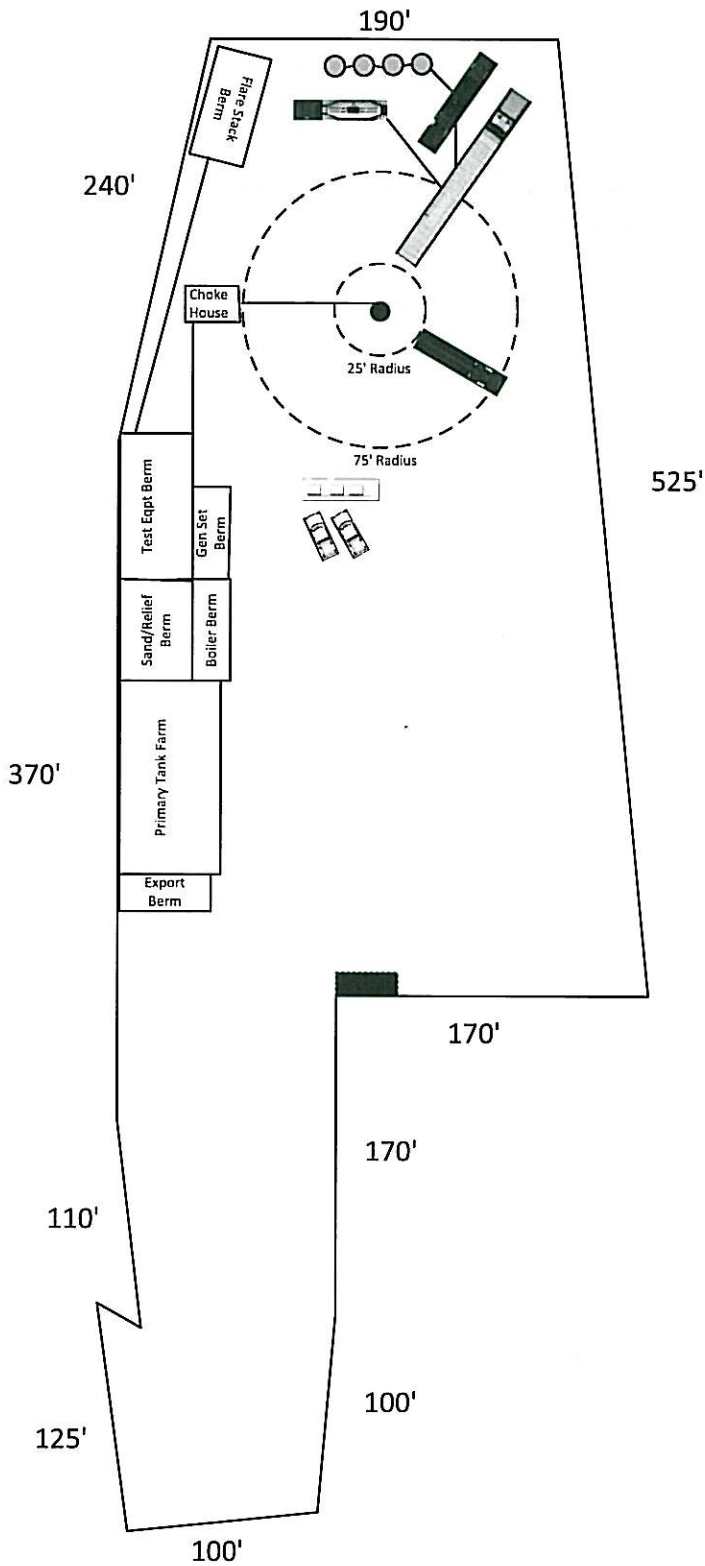 190'
Flare Stack
Berm
240'
Choke
House
25' Radius
75' Radius
525'
Test Eqpt Berm
Gen Set
Berm
Sand/Relief
Berm
Boiler Berm
370'
Primary Tank Farm
Export
Berm
170'
170'
110'
100'
125'
100'